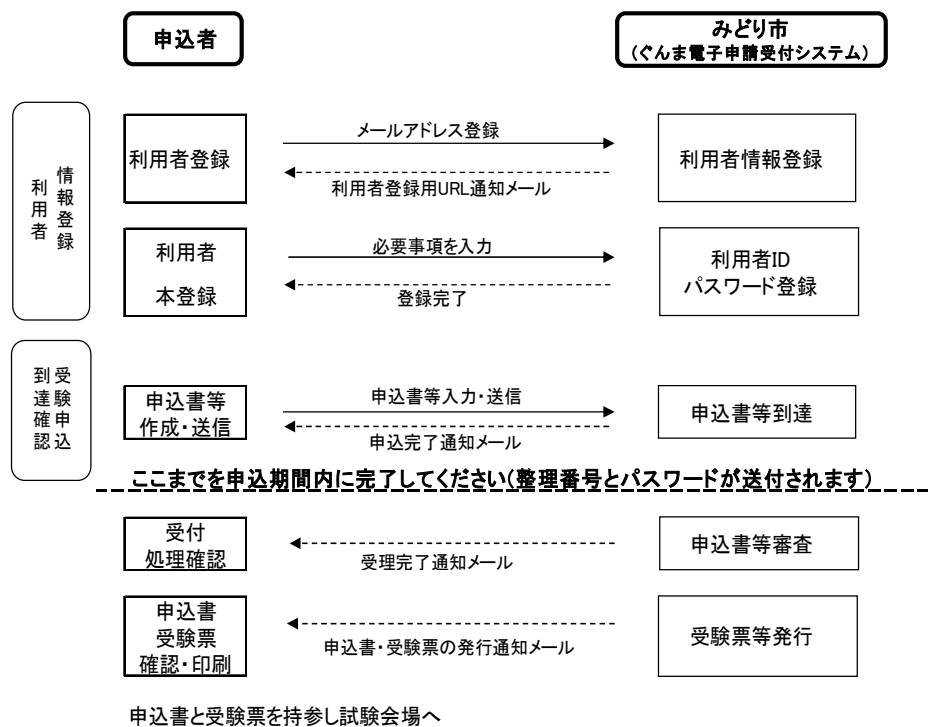 申込者
みどり市
(ぐんま電子申請受付システム)
利用者
情報登録
利用者登録
メールアドレス登録
利用者登録用URL通知メール
利用者情報登録
利用者
本登録
必要事項を入力
登録完了
利用者ID
パスワード登録
受験申込
到達確認
申込書等
作成・送信
申込書等入力・送信
申込完了通知メール
申込書等到達
ここまでを申込期間内に完了してください(整理番号とパスワードが送付されます)
受付
処理確認
受理完了通知メール
申込書等審査
申込書
受験票
確認・印刷
申込書・受験票の発行通知メール
受験票等発行
申込書と受験票を持参し試験会場へ